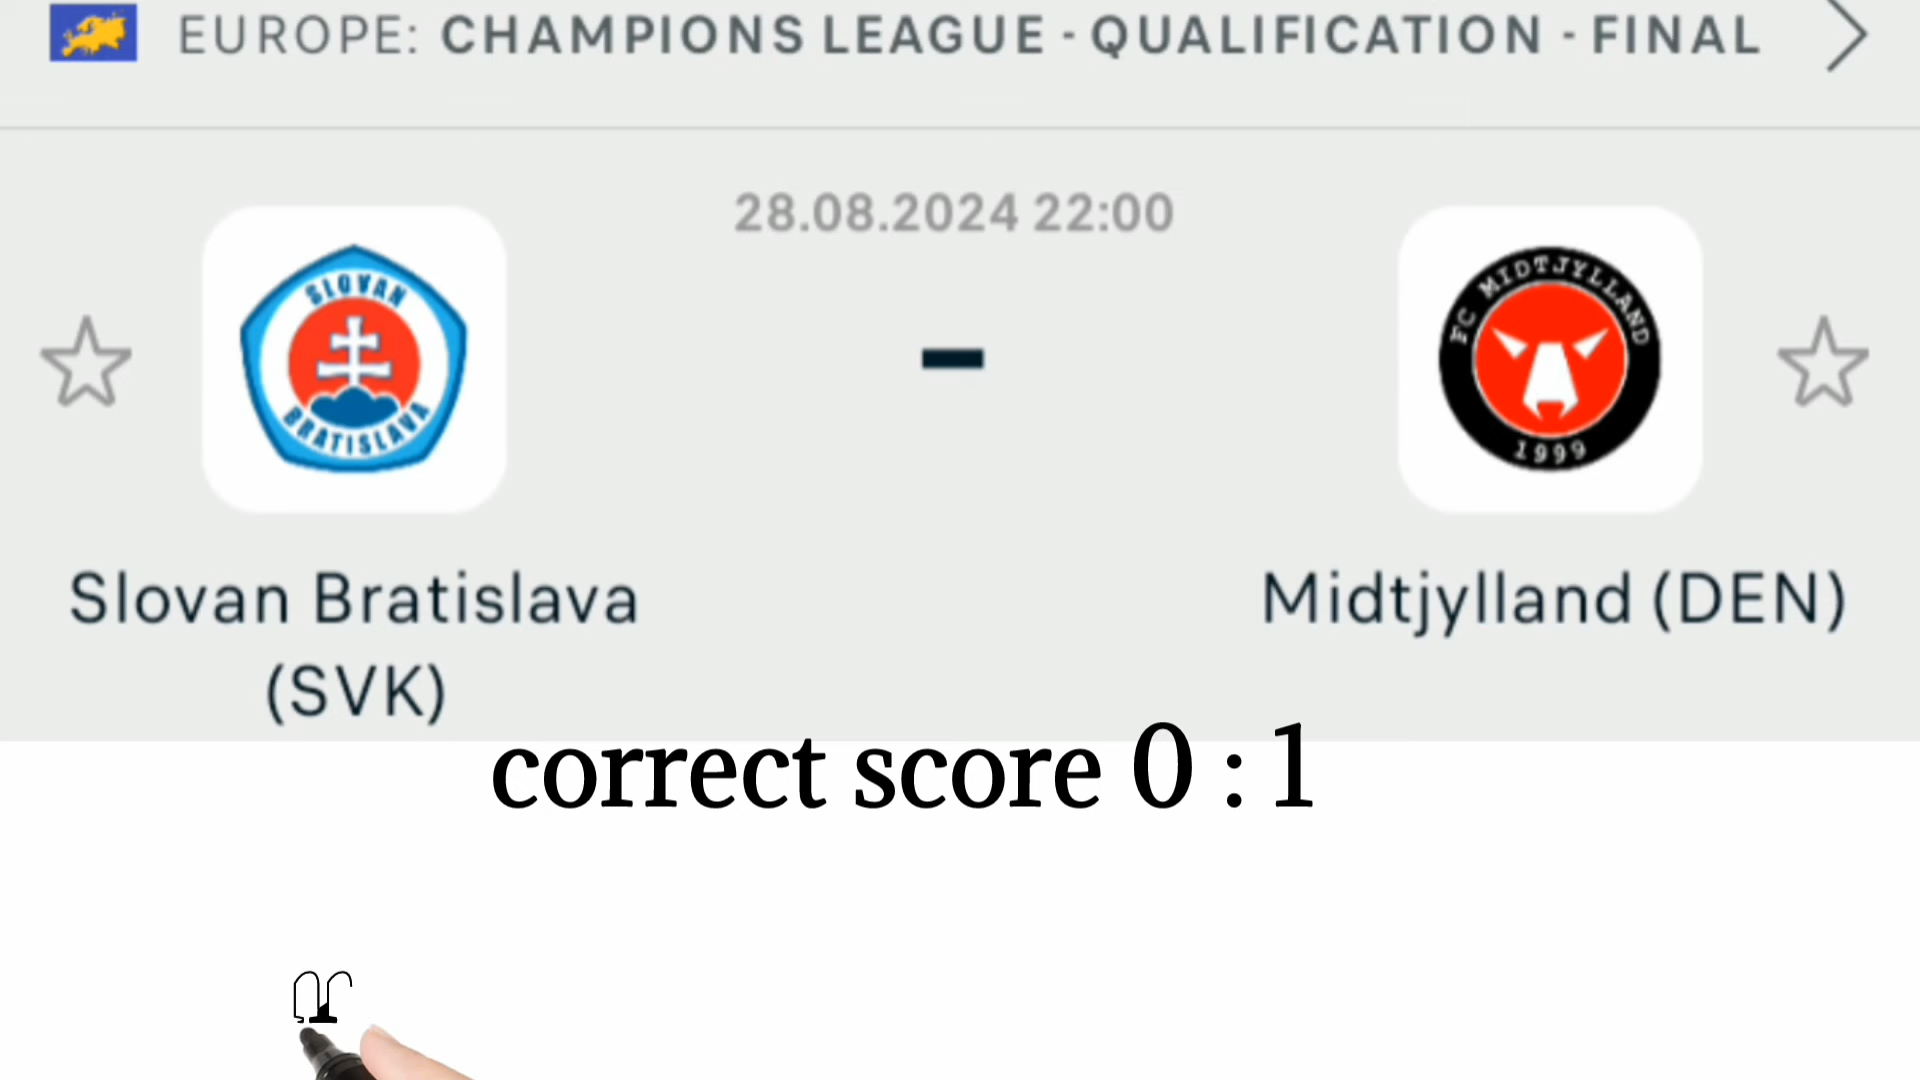 EUROPE: CHAMPIONS LEAGUE - QUALIFICATION - FINAL
28.08.2024 22:00
SLOVAN
BRATISLAVA
FC MIDTJYLLAND
1999
-
Slovan Bratislava
(SVK)
Midtjylland (DEN)
correct score 0 : 1